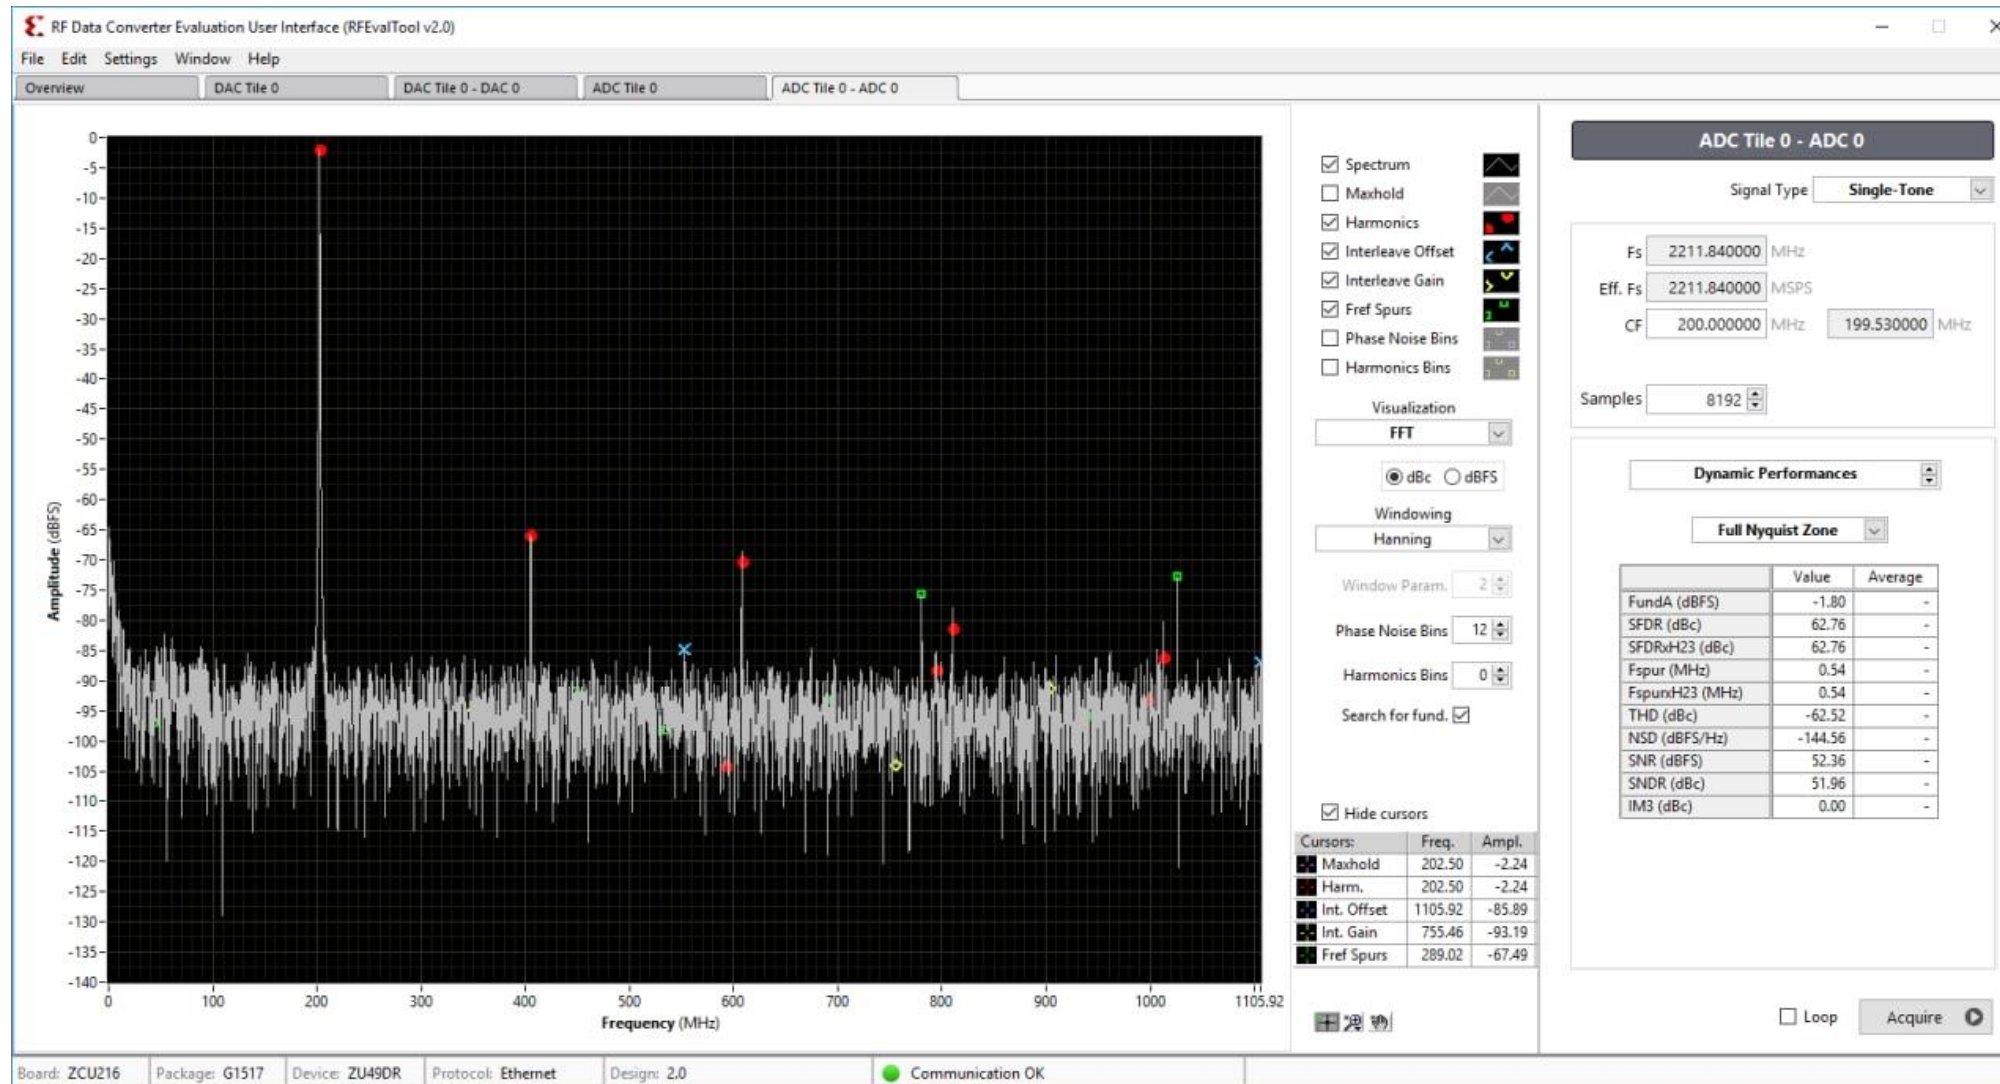 RF Data Converter Evaluation User Interface (RFEvalTool v2.0)
File Edit Settings Window Help
Overview DAC Tile 0 DAC Tile 0 - DAC 0 ADC Tile 0 ADC Tile 0 - ADC 0
Amplitude (dBFS)
0
-5
-10
-15
-20
-25
-30
-35
-40
-45
-50
-55
-60
-65
-70
-75
-80
-85
-90
-95
-100
-105
-110
-115
-120
-125
-130
-135
-140
0 100 200 300 400 500 600 700 800 900 1000 1105.92
Frequency (MHz)
Spectrum
Maxhold
Harmonics
Interleave Offset
Interleave Gain
Fref Spurs
Phase Noise Bins
Harmonics Bins
Visualization
FFT
dBc dBFS
Windowing
Hanning
Window Param. 2
Phase Noise Bins 12
Harmonics Bins 0
Search for fund.
Hide cursors
Cursors: Freq. Ampl.
Maxhold 202.50 -2.24
Harm. 202.50 -2.24
Int. Offset 1105.92 -85.89
Int. Gain 755.46 -93.19
Fref Spurs 289.02 -67.49
ADC Tile 0 - ADC 0
Signal Type Single-Tone
Fs 2211.840000 MHz
Eff. Fs 2211.840000 MSPS
CF 200.000000 MHz 199.530000 MHz
Samples 8192
Dynamic Performances
Full Nyquist Zone
Value Average
FundA (dBFS) -1.80 -
SFDR (dBc) 62.76 -
SFDRxH23 (dBc) 62.76 -
Fspur (MHz) 0.54 -
FspurxH23 (MHz) 0.54 -
THD (dBc) -62.52 -
NSD (dBFS/Hz) -144.56 -
SNR (dBFS) 52.36 -
SNDR (dBc) 51.96 -
IM3 (dBc) 0.00 -
Loop Acquire
Board: ZCU216 Package: G1517 Device: ZU49DR Protocol: Ethernet Design: 2.0 Communication OK